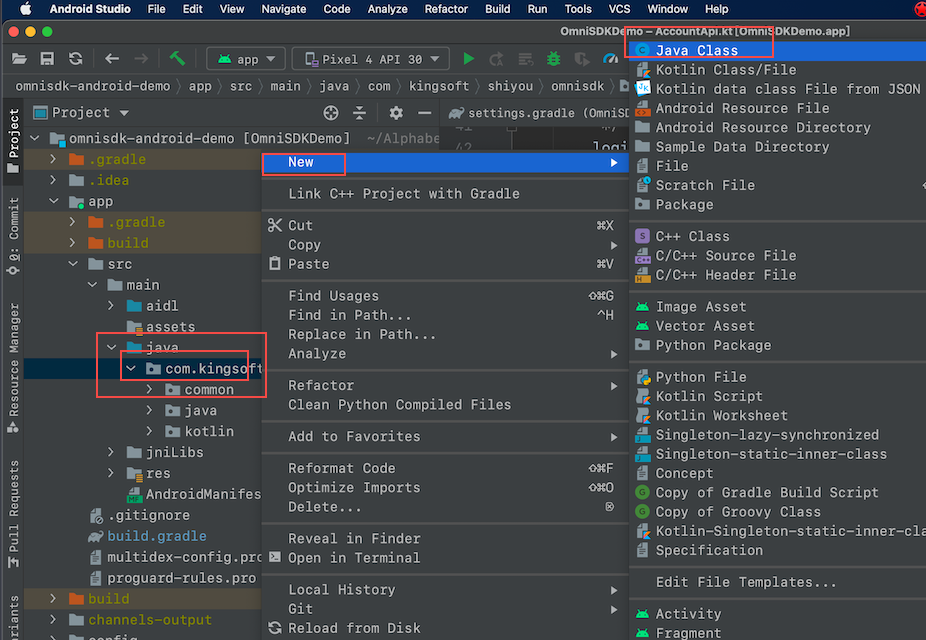 Android Studio File Edit View Navigate Code Analyze Refactor Build Run Tools VCS Window Help
OmniSDKDemo – AccountApi.kt [OmniSDKDemo.app]
app Pixel 4 API 30
omnisdk-android-demo app src main java com kingsoft shiyou omnisdk
Project
settings.gradle (OmniS
41
42
logi
Project
0: Commit
Resource Manager
Pull Requests
ariants
omnisdk-android-demo [OmniSDKDemo] ~/Alphabe
.gradle
.idea
app
.gradle
build
src
main
aidl
assets
java
com.kingsoft
common
java
kotlin
jniLibs
res
AndroidManifes
.gitignore
build.gradle
multidex-config.pro
proguard-rules.pro
build
channels-output
config
New
Link C++ Project with Gradle
Cut ⌘X
Copy
Paste ⌘V
Find Usages ⇧⌘G
Find in Path... ^H
Replace in Path...
Analyze
Refactor
Clean Python Compiled Files
Add to Favorites
Reformat Code ⇧⌘F
Optimize Imports ⇧⌘O
Delete... ⌦
Reveal in Finder
Open in Terminal
Local History
Git
Reload from Disk
Java Class
Kotlin Class/File
Kotlin data class File from JSON
Android Resource File
Android Resource Directory
Sample Data Directory
File
Scratch File
Package
C++ Class
C/C++ Source File
C/C++ Header File
Image Asset
Vector Asset
Python Package
Python File
Kotlin Script
Kotlin Worksheet
Singleton-lazy-synchronized
Singleton-static-inner-class
Concept
Copy of Gradle Build Script
Copy of Groovy Class
Kotlin-Singleton-static-inner-cla
Specification
Edit File Templates...
Activity
Fragment